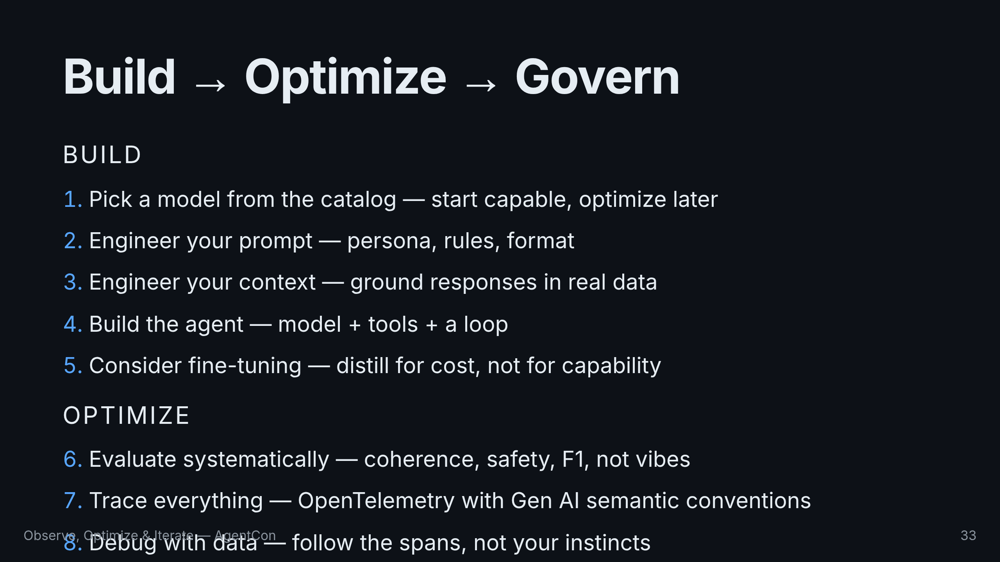 Build → Optimize → Govern
BUILD
1. Pick a model from the catalog — start capable, optimize later
2. Engineer your prompt — persona, rules, format
3. Engineer your context — ground responses in real data
4. Build the agent — model + tools + a loop
5. Consider fine-tuning — distill for cost, not for capability
OPTIMIZE
6. Evaluate systematically — coherence, safety, F1, not vibes
7. Trace everything — OpenTelemetry with Gen AI semantic conventions
8. Debug with data — follow the spans, not your instincts
Observe, Optimize & Iterate — AgentCon
33